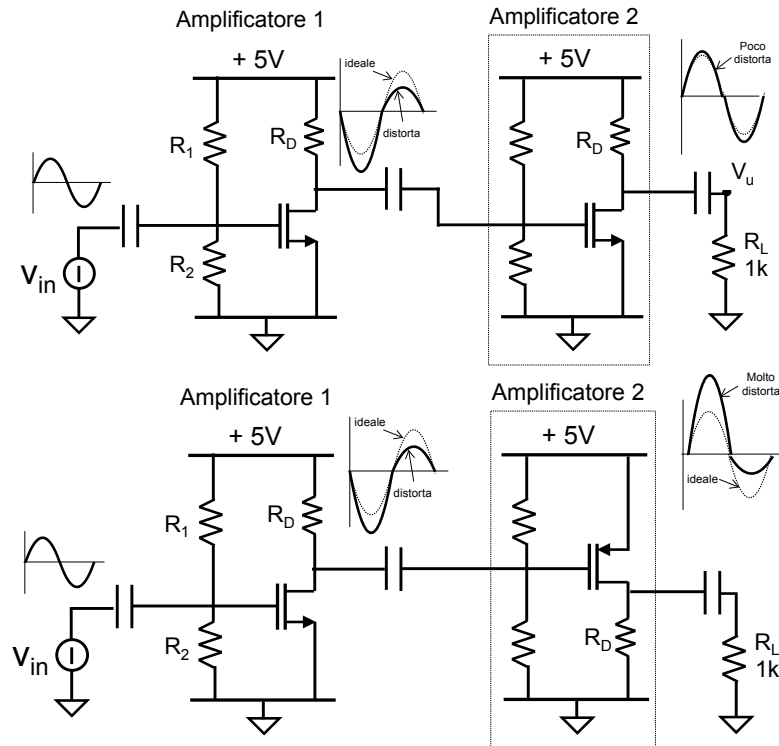 Amplificatore 1
Amplificatore 2
+ 5V
ideale
distorta
+ 5V
Poco
distorta
R1
RD
RD
Vu
R2
RL
1k
vin
Amplificatore 1
Amplificatore 2
+ 5V
ideale
distorta
+ 5V
Molto
distorta
ideale
R1
RD
R2
RD
RL
1k
vin